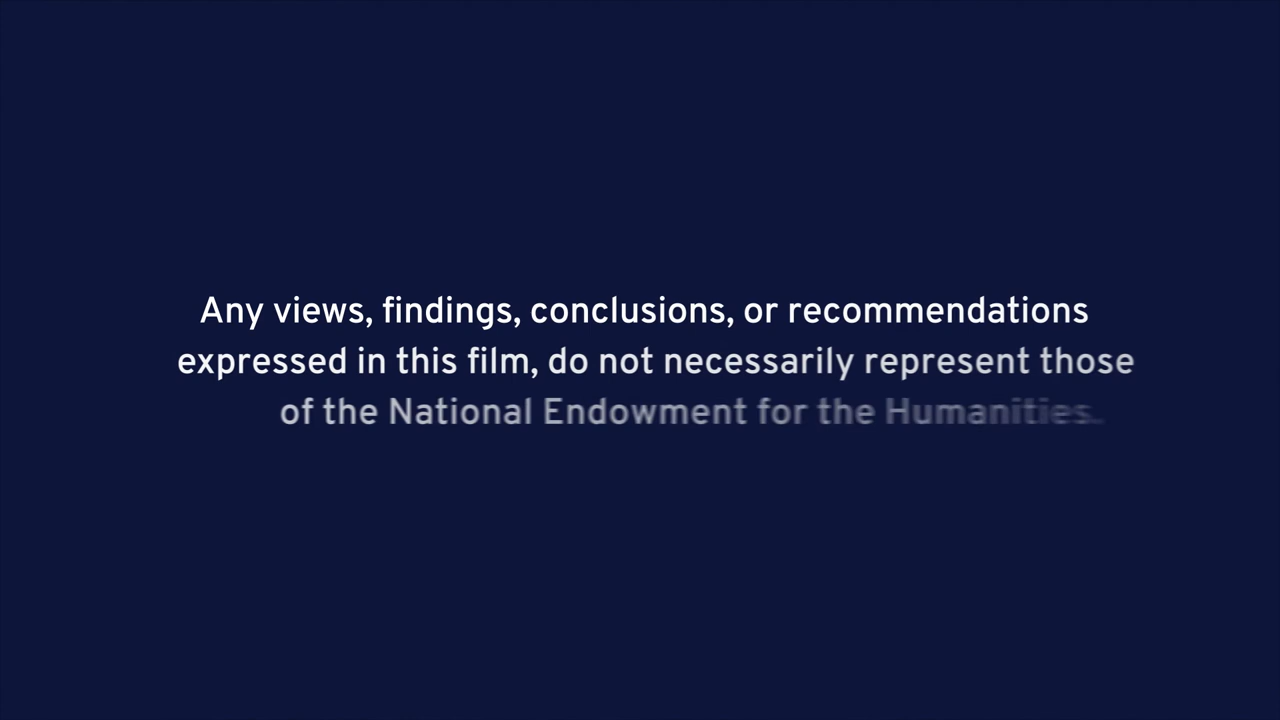 Any views, findings, conclusions, or recommendations
expressed in this film, do not necessarily represent those
of the National Endowment for the Humanities.